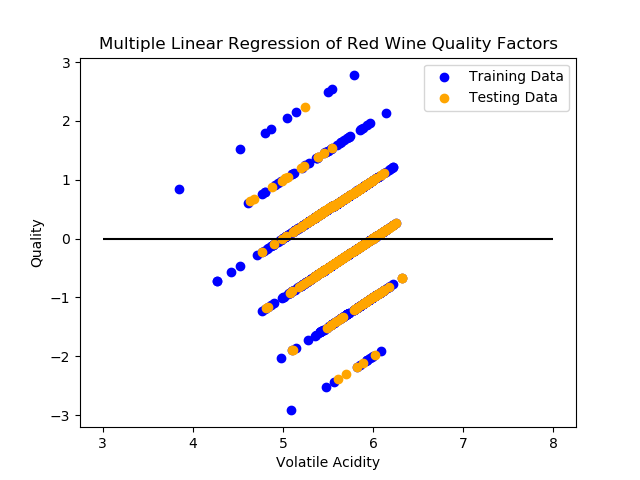 Multiple Linear Regression of Red Wine Quality Factors
Training Data
Testing Data
Quality
3
2
1
0
−1
−2
−3
3 4 5 6 7 8
Volatile Acidity